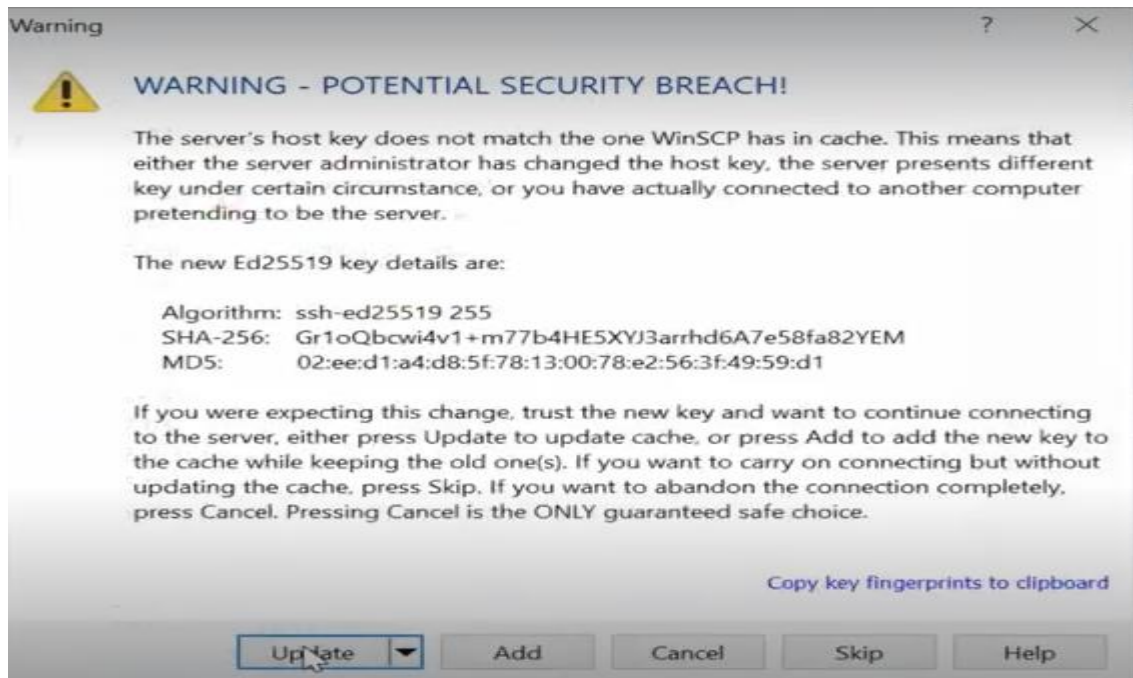 Warning ?
WARNING - POTENTIAL SECURITY BREACH!
The server's host key does not match the one WinSCP has in cache. This means that
either the server administrator has changed the host key, the server presents different
key under certain circumstance, or you have actually connected to another computer
pretending to be the server.
The new Ed25519 key details are:
Algorithm: ssh-ed25519 255
SHA-256: Gr1oQbcwi4v1+m77b4HE5XYJ3arrhd6A7e58fa82YEM
MD5: 02:ee:d1:a4:d8:5f:78:13:00:78:e2:56:3f:49:59:d1
If you were expecting this change, trust the new key and want to continue connecting
to the server, either press Update to update cache, or press Add to add the new key to
the cache while keeping the old one(s). If you want to carry on connecting but without
updating the cache, press Skip. If you want to abandon the connection completely,
press Cancel. Pressing Cancel is the ONLY guaranteed safe choice.
Copy key fingerprints to clipboard
Update Add Cancel Skip Help